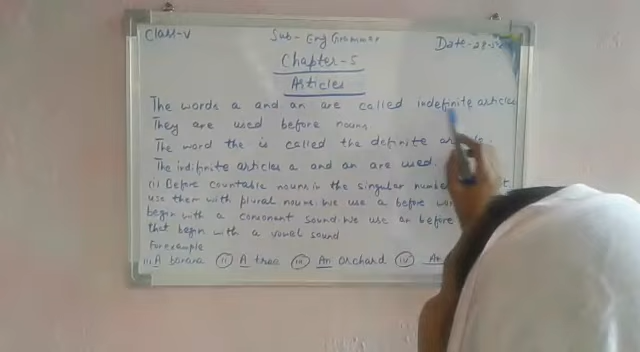 Class-V Sub- Eng Grammar Date-28-
Chapter-5
Articles
The words a and an are called indefinite articles
They are used before nouns
The word the is called the definite
The indifinite articles a and an are used.
(i) Before countable nouns in the singular number
use them with plural nouns. We use a before
begin with a consonant sound. We use an before
that begin with a vowel sound
For example
A banana (ii) A tree (iii) An orchard (iv) An